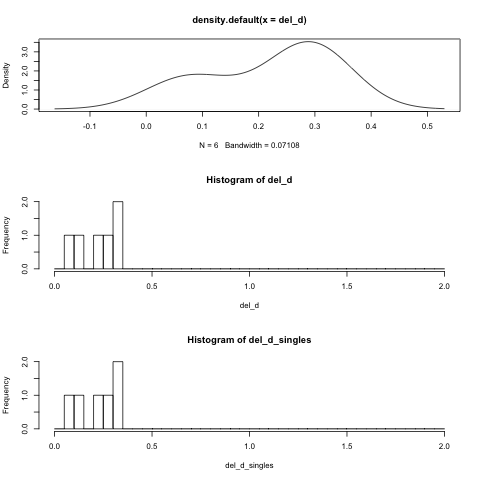 density.default(x = del_d)
Density
0.0 1.0 2.0 3.0
-0.1 0.0 0.1 0.2 0.3 0.4 0.5
N = 6 Bandwidth = 0.07108
Histogram of del_d
Frequency
0.0 1.0 2.0
0.0 0.5 1.0 1.5 2.0
del_d
Histogram of del_d_singles
Frequency
0.0 1.0 2.0
0.0 0.5 1.0 1.5 2.0
del_d_singles